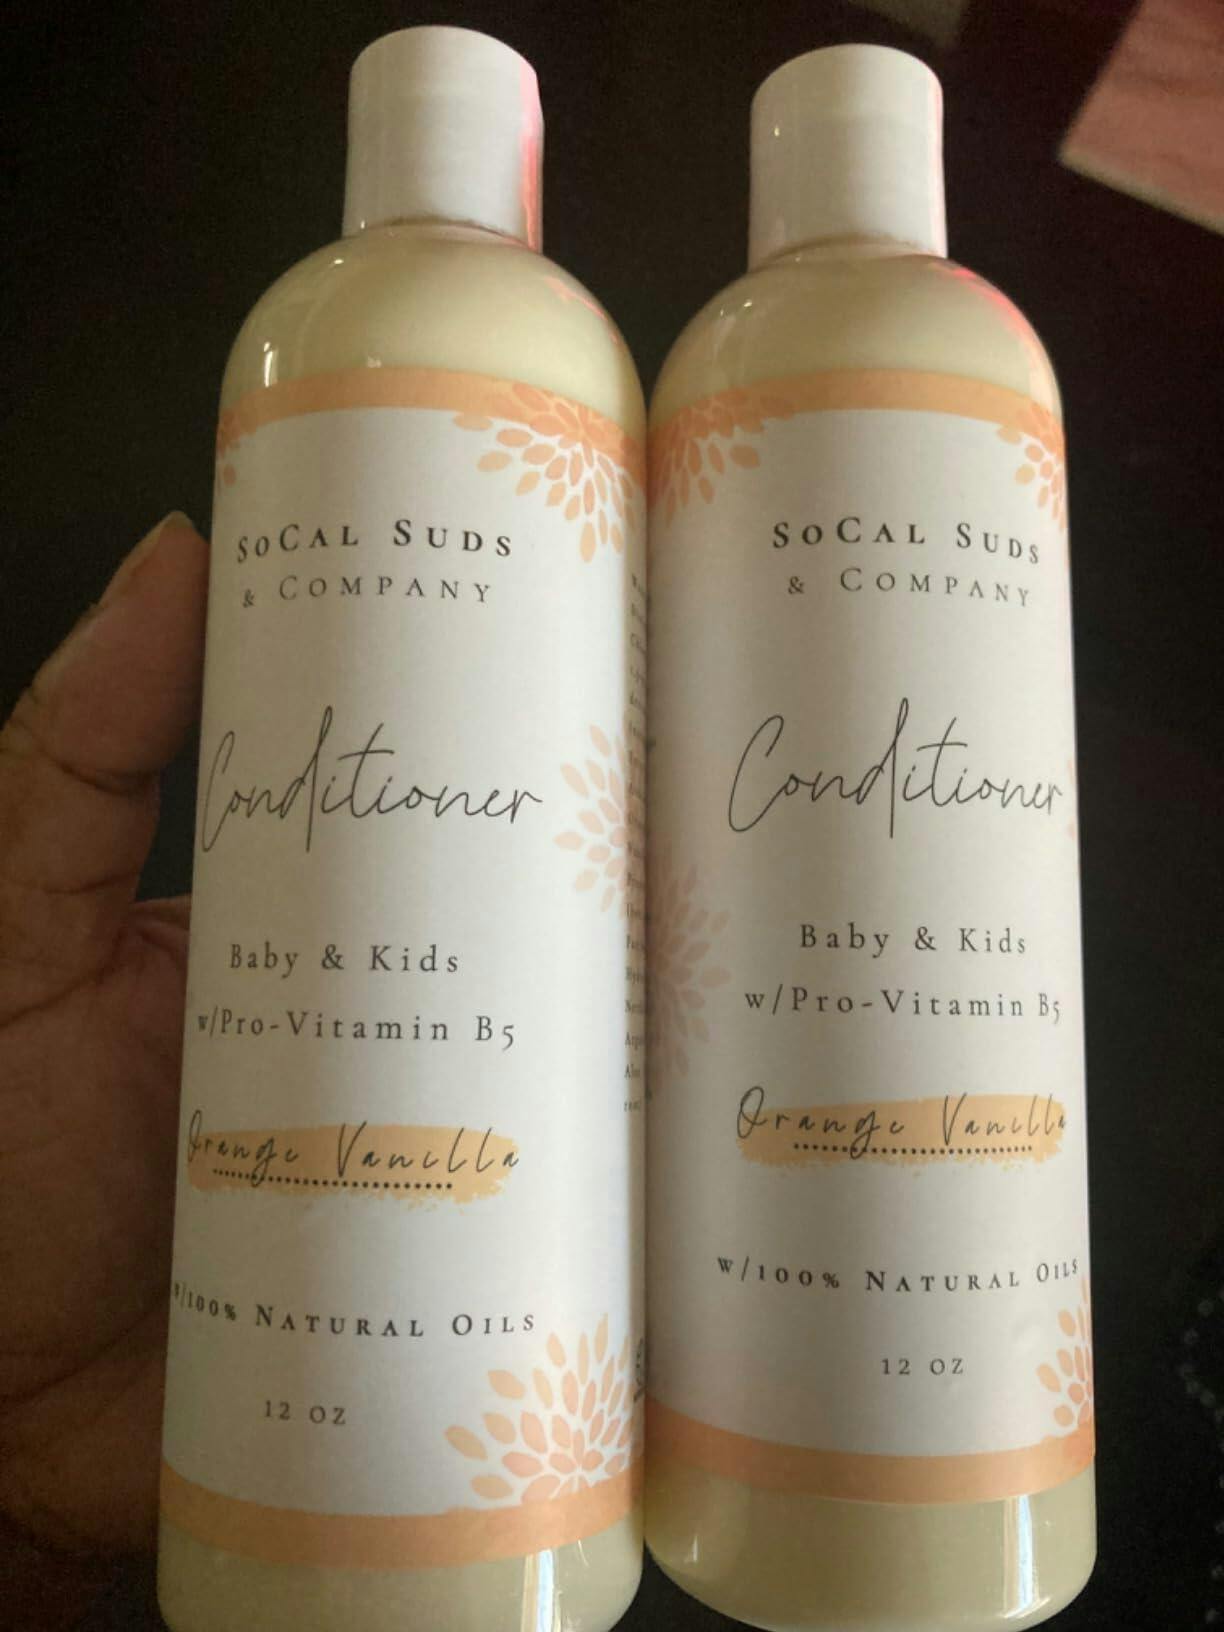 SoCal Suds
& Company
Conditioner
Baby & Kids
w/Pro-Vitamin B5
Orange Vanilla
w/100% Natural Oils
12 oz
SoCal Suds
& Company
Conditioner
Baby & Kids
w/Pro-Vitamin B5
Orange Vanilla
w/100% Natural Oils
12 oz